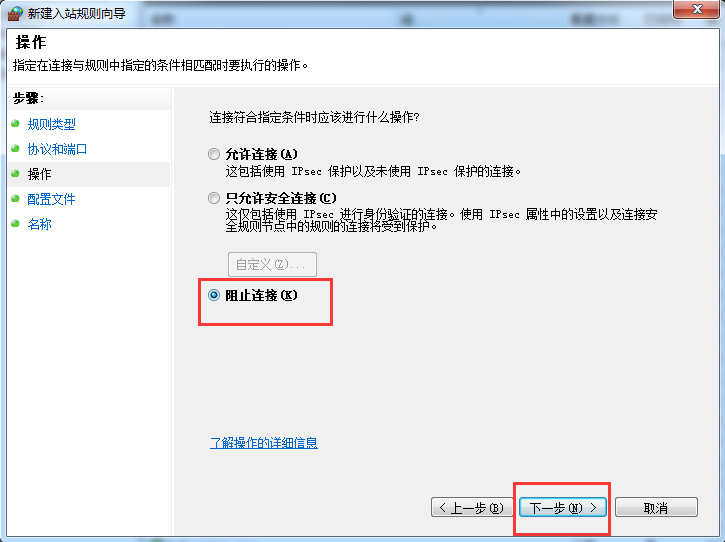 新建入站规则向导
操作
指定在连接与规则中指定的条件相匹配时要执行的操作。
步骤:
规则类型
协议和端口
操作
配置文件
名称
连接符合指定条件时应该进行什么操作?
允许连接(A)
这包括使用 IPsec 保护以及未使用 IPsec 保护的连接。
只允许安全连接(C)
这仅包括使用 IPsec 进行身份验证的连接。使用 IPsec 属性中的设置以及连接安
全规则节点中的规则的连接将受到保护。
自定义(Z)...
阻止连接(K)
了解操作的详细信息
< 上一步(B) 下一步(N) > 取消